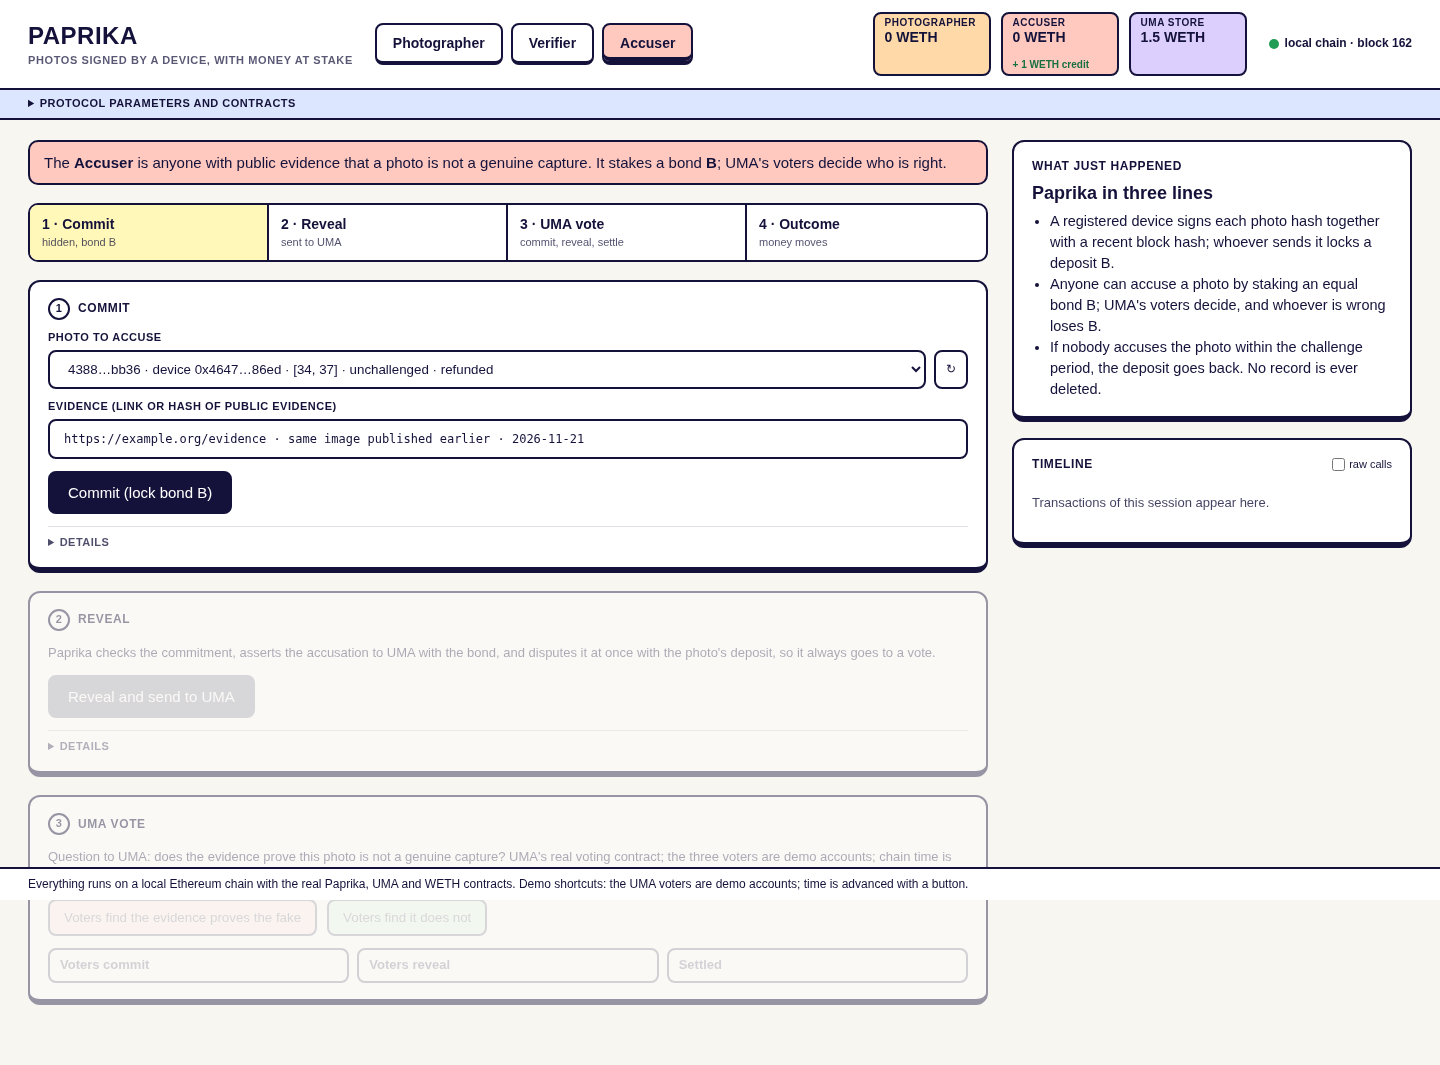 PAPRIKA
PHOTOS SIGNED BY A DEVICE, WITH MONEY AT STAKE
Photographer
Verifier
Accuser
PHOTOGRAPHER
0 WETH
ACCUSER
0 WETH
+ 1 WETH credit
UMA STORE
1.5 WETH
local chain · block 162
PROTOCOL PARAMETERS AND CONTRACTS
The Accuser is anyone with public evidence that a photo is not a genuine capture. It stakes a bond B; UMA's voters decide who is right.
1 · Commit
hidden, bond B
2 · Reveal
sent to UMA
3 · UMA vote
commit, reveal, settle
4 · Outcome
money moves
1 COMMIT
PHOTO TO ACCUSE
4388…bb36 · device 0x4647…86ed · [34, 37] · unchallenged · refunded
↻
EVIDENCE (LINK OR HASH OF PUBLIC EVIDENCE)
https://example.org/evidence · same image published earlier · 2026-11-21
Commit (lock bond B)
DETAILS
2 REVEAL
Paprika checks the commitment, asserts the accusation to UMA with the bond, and disputes it at once with the photo's deposit, so it always goes to a vote.
Reveal and send to UMA
DETAILS
3 UMA VOTE
Question to UMA: does the evidence prove this photo is not a genuine capture? UMA's real voting contract; the three voters are demo accounts; chain time is
Everything runs on a local Ethereum chain with the real Paprika, UMA and WETH contracts. Demo shortcuts: the UMA voters are demo accounts; time is advanced with a button.
Voters find the evidence proves the fake
Voters find it does not
Voters commit
Voters reveal
Settled
WHAT JUST HAPPENED
Paprika in three lines
• A registered device signs each photo hash together
with a recent block hash; whoever sends it locks a
deposit B.
• Anyone can accuse a photo by staking an equal
bond B; UMA's voters decide, and whoever is wrong
loses B.
• If nobody accuses the photo within the challenge
period, the deposit goes back. No record is ever
deleted.
TIMELINE
raw calls
Transactions of this session appear here.